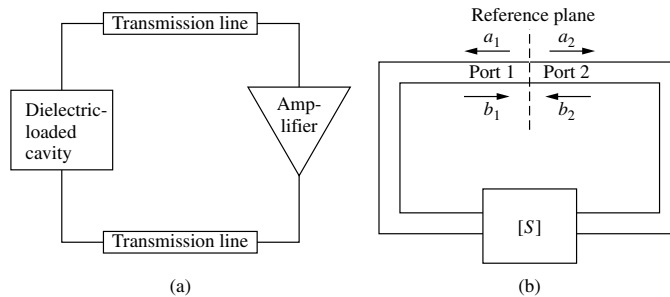 Transmission line
Dielectric-
loaded
cavity
Amp-
lifier
Transmission line
(a)
Reference plane
a1 a2
Port 1 Port 2
b1 b2
[S]
(b)